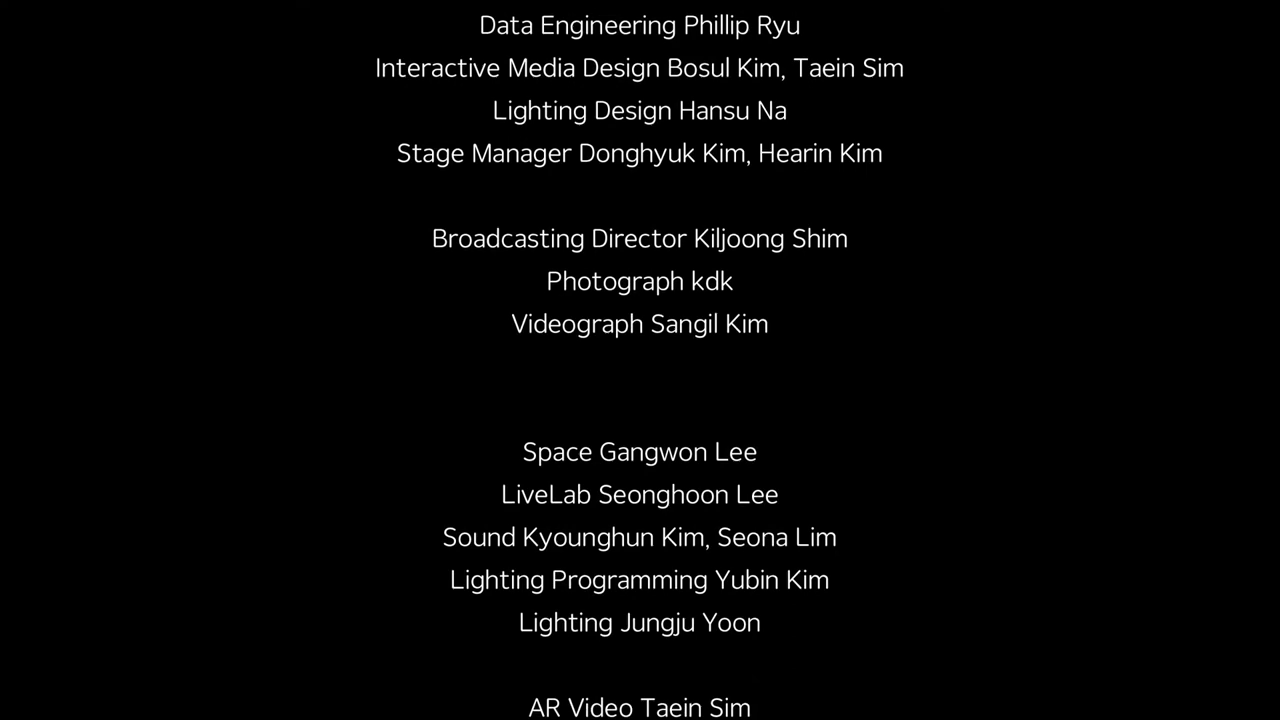 Data Engineering Phillip Ryu
Interactive Media Design Bosul Kim, Taein Sim
Lighting Design Hansu Na
Stage Manager Donghyuk Kim, Hearin Kim
Broadcasting Director Kiljoong Shim
Photograph kdk
Videograph Sangil Kim
Space Gangwon Lee
LiveLab Seonghoon Lee
Sound Kyounghun Kim, Seona Lim
Lighting Programming Yubin Kim
Lighting Jungju Yoon
AR Video Taein Sim